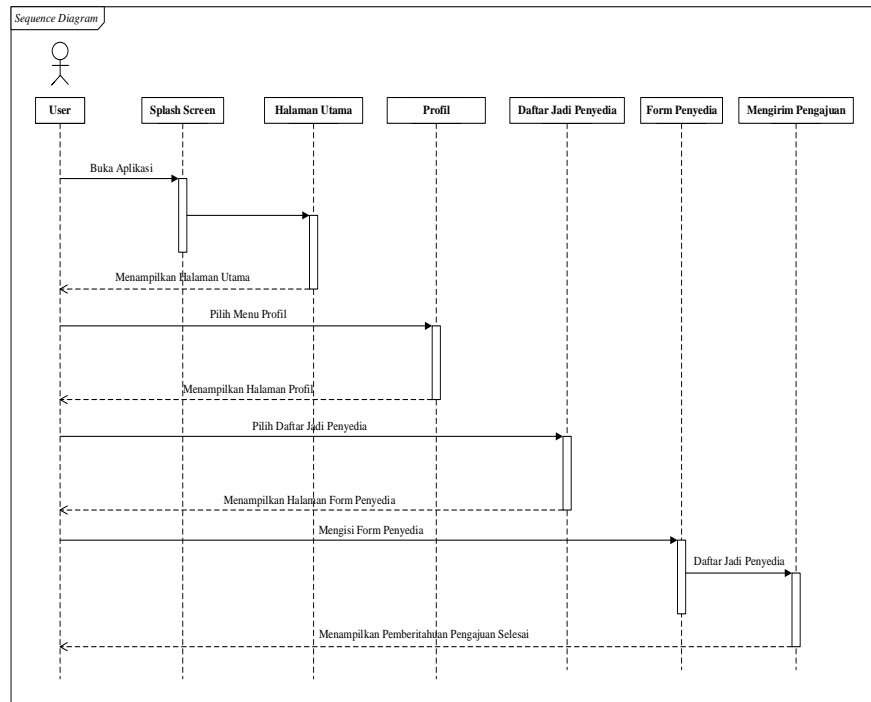 Sequence Diagram
User
Splash Screen
Halaman Utama
Profil
Daftar Jadi Penyedia
Form Penyedia
Mengirim Pengajuan
Buka Aplikasi
Menampilkan Halaman Utama
Pilih Menu Profil
Menampilkan Halaman Profil
Pilih Daftar Jadi Penyedia
Menampilkan Halaman Form Penyedia
Mengisi Form Penyedia
Daftar Jadi Penyedia
Menampilkan Pemberitahuan Pengajuan Selesai